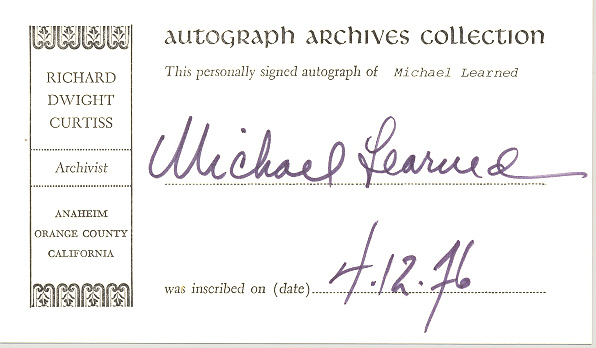 RICHARD
DWIGHT
CURTISS
Archivist
ANAHEIM
ORANGE COUNTY
CALIFORNIA
AUTOGRAPH ARCHIVES COLLECTION
This personally signed autograph of Michael Learned
Michael Learned
was inscribed on (date) 4.12.76